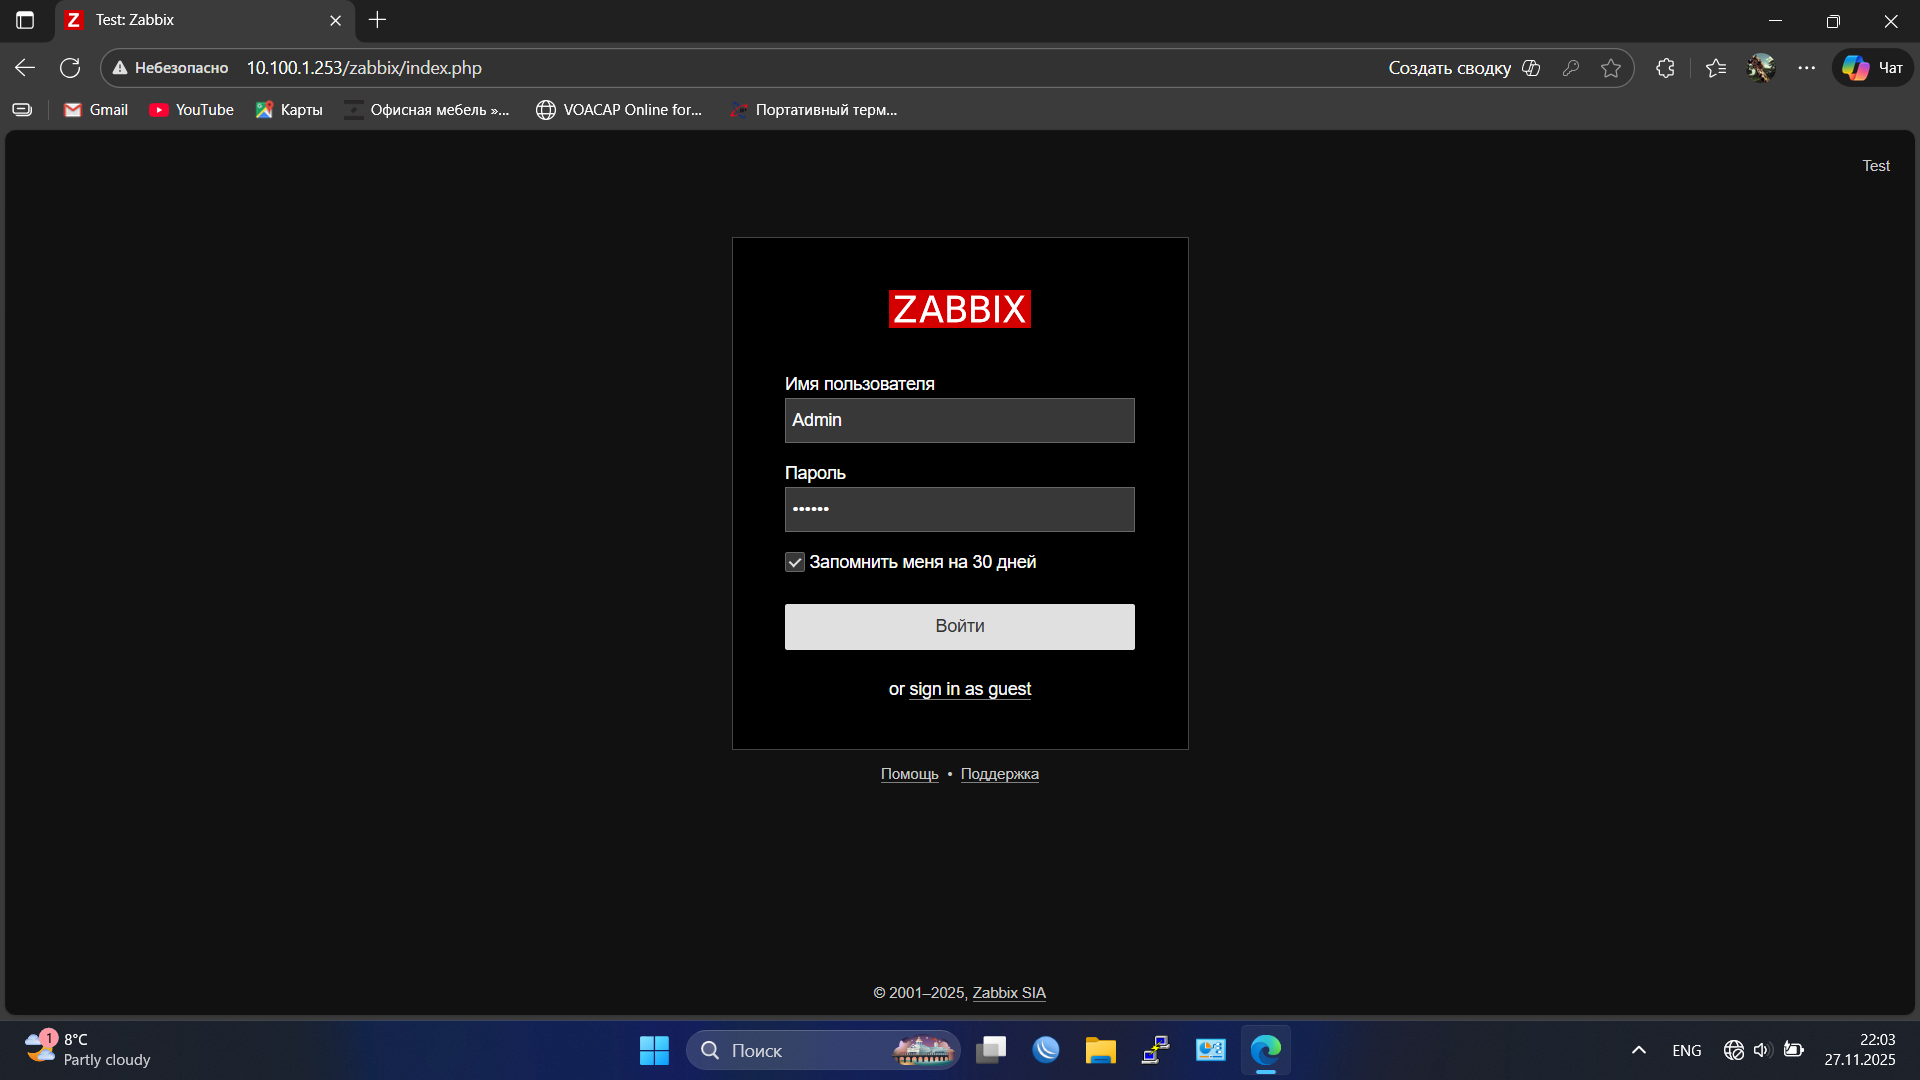 Test: Zabbix
Небезопасно 10.100.1.253/zabbix/index.php Создать сводку Чат
Gmail YouTube Карты Офисная мебель »... VOACAP Online for... Портативный терм...
Test
ZABBIX
Имя пользователя
Admin
Пароль
••••••
Запомнить меня на 30 дней
Войти
or sign in as guest
Помощь • Поддержка
© 2001–2025, Zabbix SIA
1 8°C
Partly cloudy
Поиск
ENG
22:03
27.11.2025